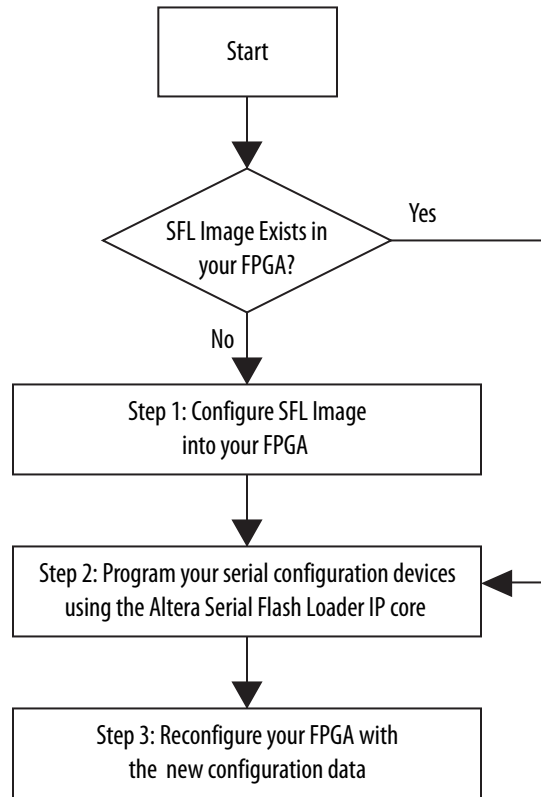 Start
SFL Image Exists in
your FPGA?
Yes
No
Step 1: Configure SFL Image
into your FPGA
Step 2: Program your serial configuration devices
using the Altera Serial Flash Loader IP core
Step 3: Reconfigure your FPGA with
the new configuration data